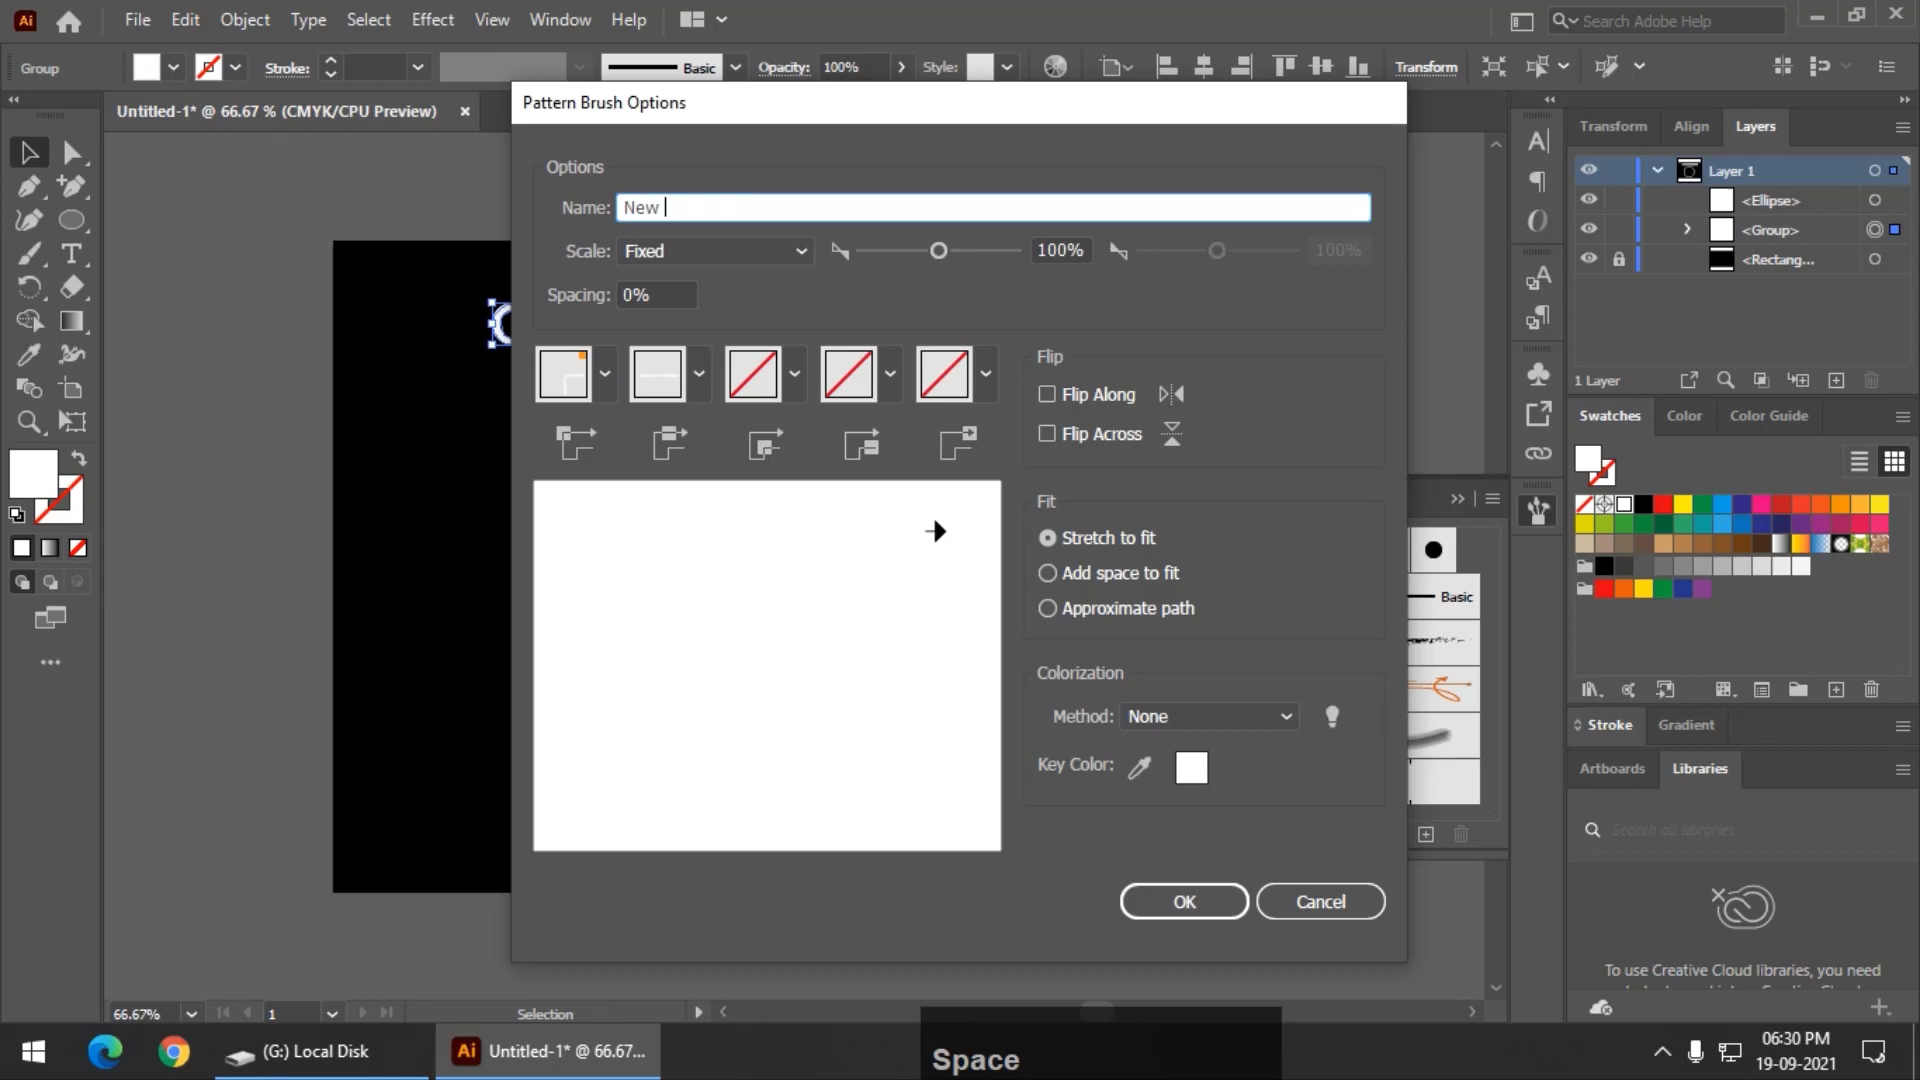 Ai File Edit Object Type Select Effect View Window Help Search Adobe Help
Group Stroke: Basic Opacity: 100% Style: Transform
Untitled-1* @ 66.67 % (CMYK/CPU Preview)
Pattern Brush Options
Options
Name: New
Scale: Fixed 100% 100%
Spacing: 0%
Flip
Flip Along
Flip Across
Fit
Stretch to fit
Add space to fit
Approximate path
Colorization
Method: None
Key Color:
OK Cancel
Basic
Transform Align Layers
Layer 1
<Ellipse>
<Group>
<Rectang...
1 Layer
Swatches Color Color Guide
Stroke Gradient
Artboards Libraries
Search all libraries
To use Creative Cloud libraries, you need
66.67% 1 Selection
(G:) Local Disk
Ai Untitled-1* @ 66.67...
Space
06:30 PM
19-09-2021